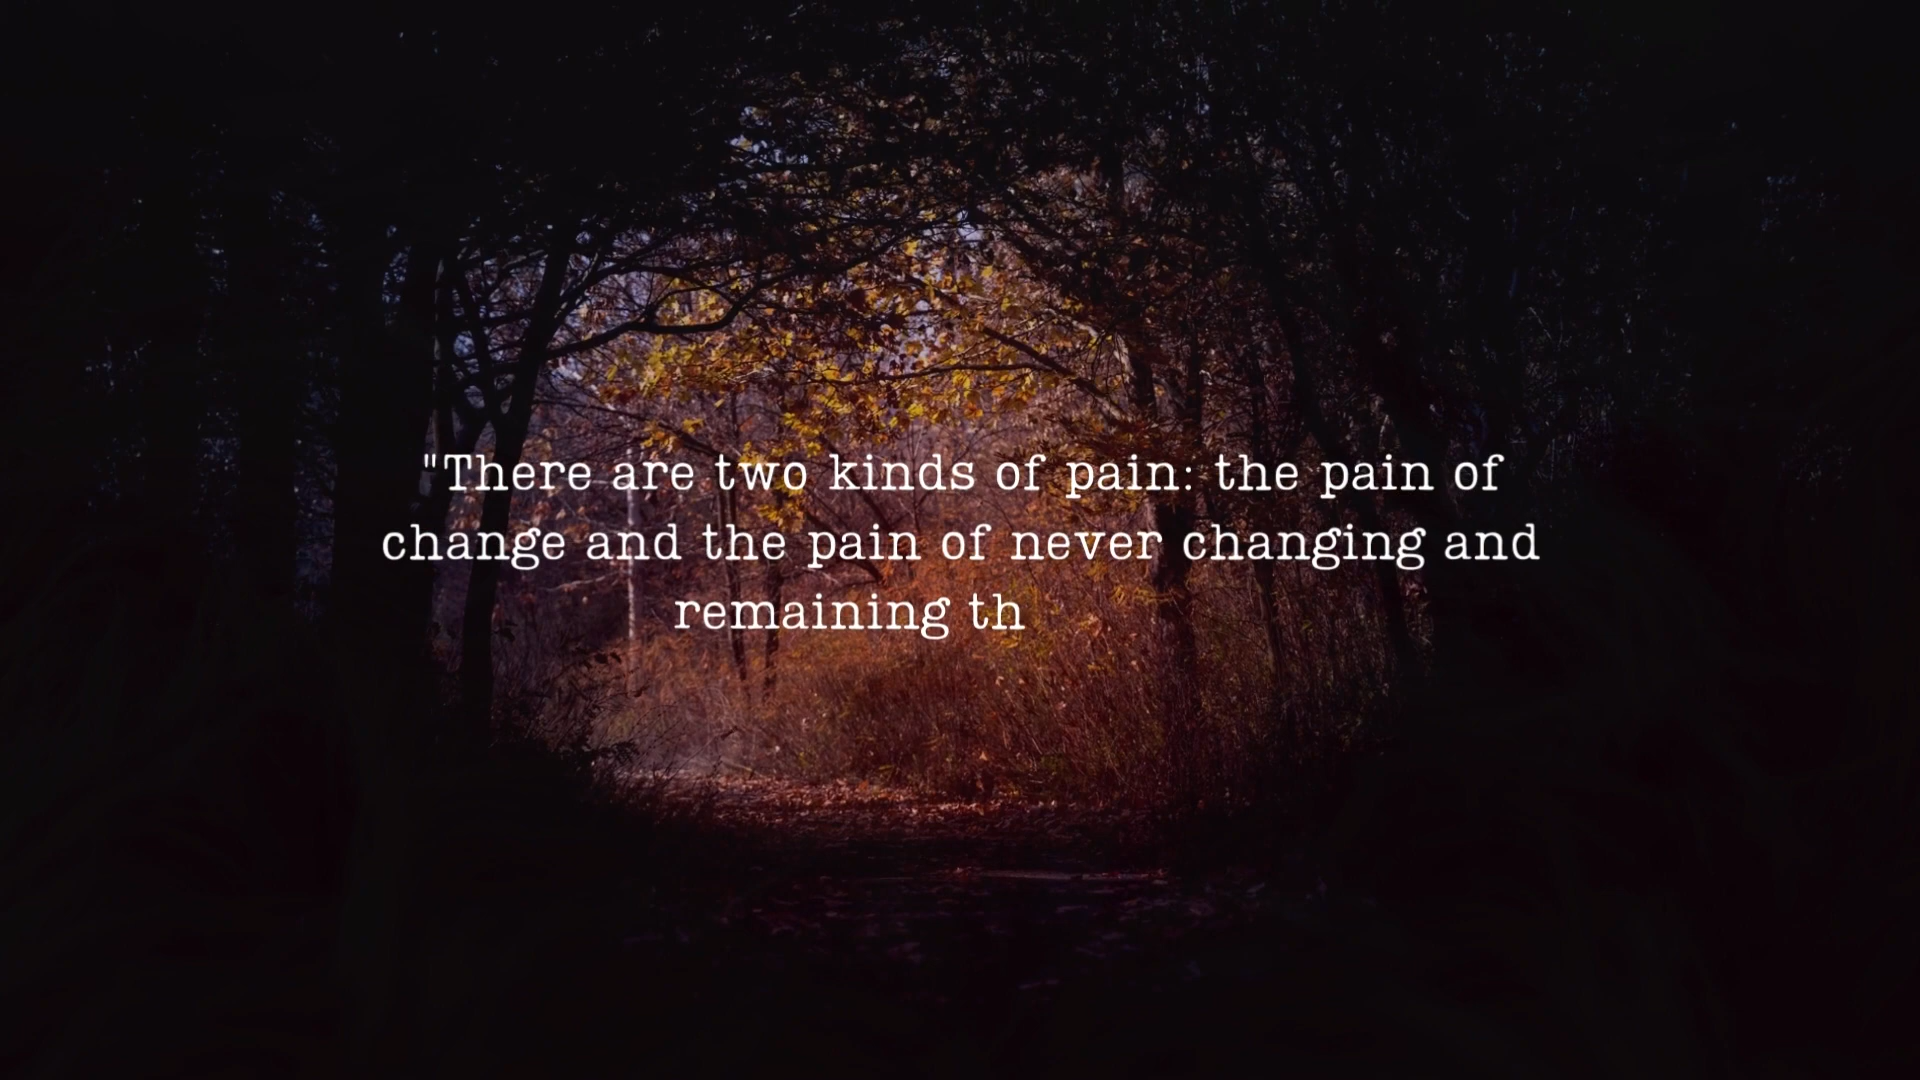 "There are two kinds of pain: the pain of
change and the pain of never changing and
remaining th